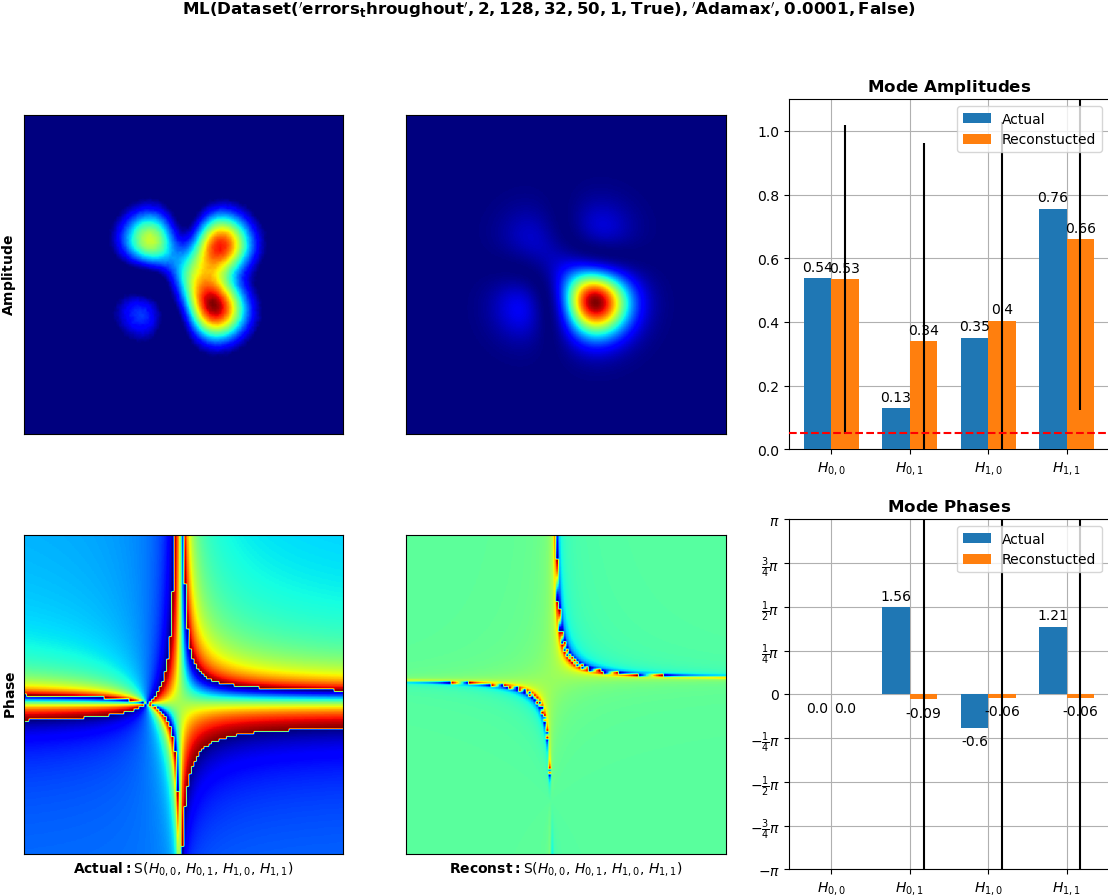 ML(Dataset('errors_throughout', 2, 128, 32, 50, 1, True), 'Adamax', 0.0001, False)
Mode Amplitudes
Amplitude
Actual
Reconstucted
1.0
0.8
0.6
0.4
0.2
0.0
0.54
0.53
0.13
0.34
0.35
0.4
0.76
0.66
H0,0
H0,1
H1,0
H1,1
Mode Phases
Phase
Actual
Reconstucted
π
3/4π
1/2π
1/4π
0
−1/4π
−1/2π
−3/4π
−π
0.0
0.0
1.56
-0.09
-0.6
-0.06
1.21
-0.06
H0,0
H0,1
H1,0
H1,1
Actual: S(H0,0, H0,1, H1,0, H1,1)
Reconst: S(H0,0, H0,1, H1,0, H1,1)